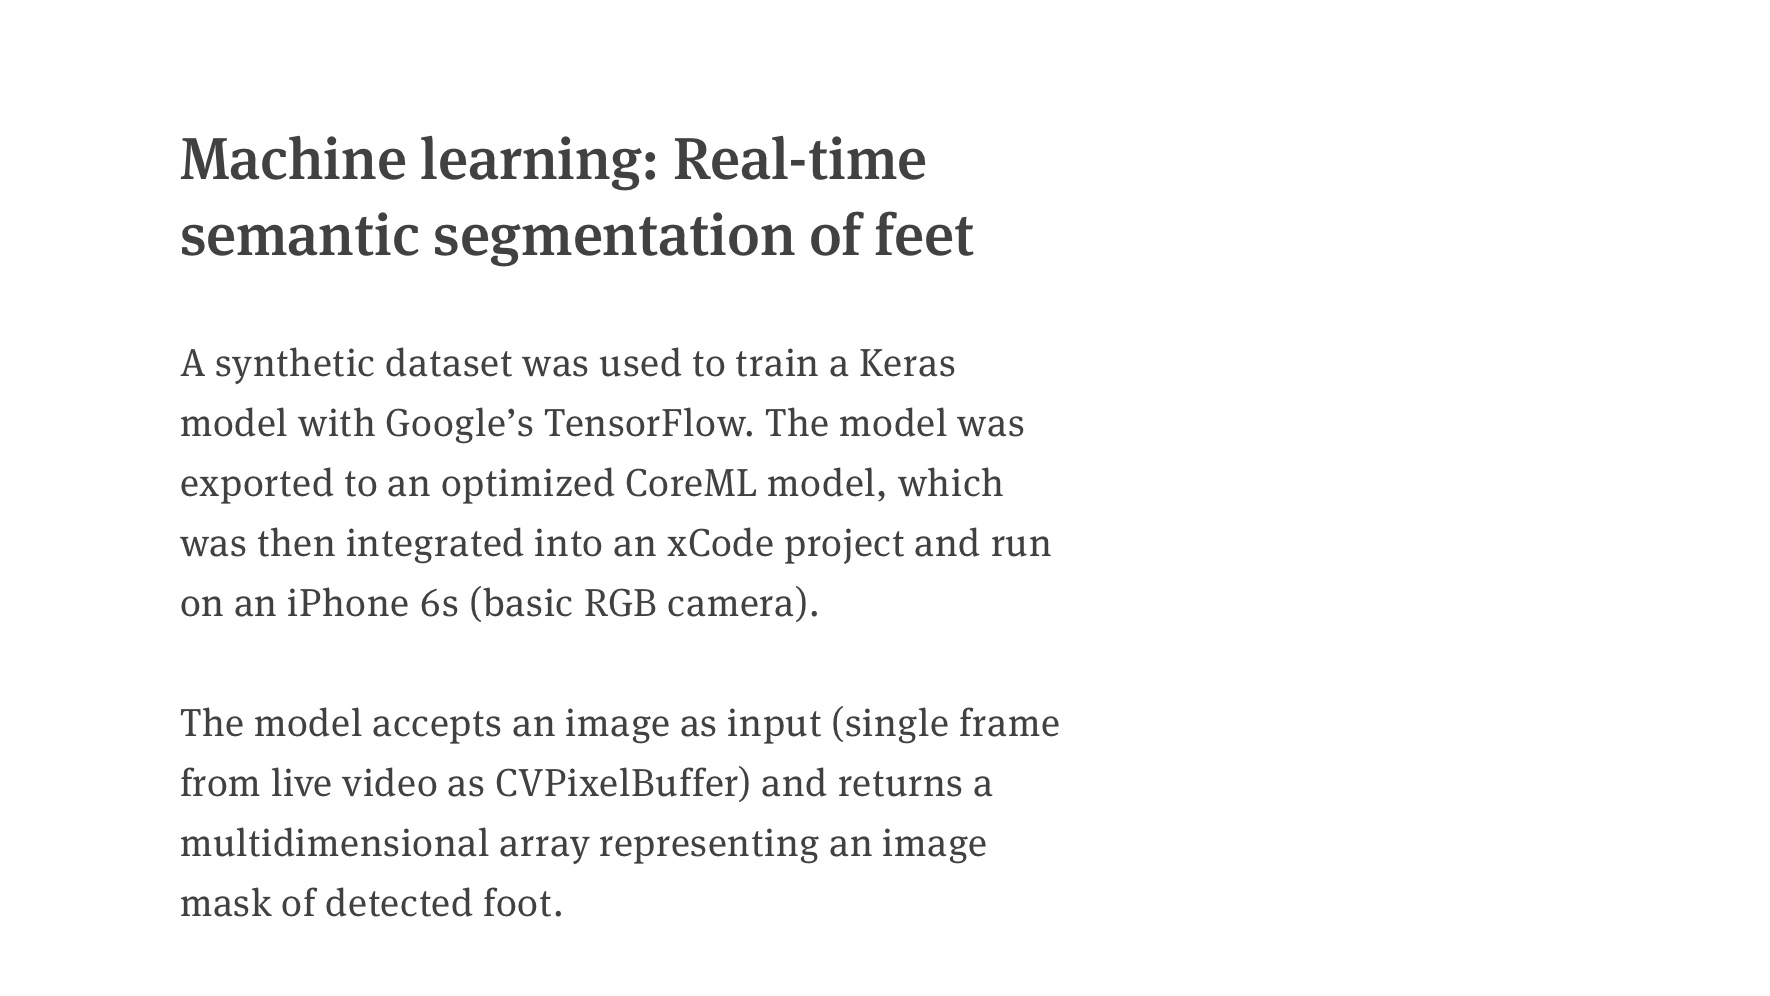 Machine learning: Real-time
semantic segmentation of feet
A synthetic dataset was used to train a Keras
model with Google’s TensorFlow. The model was
exported to an optimized CoreML model, which
was then integrated into an xCode project and run
on an iPhone 6s (basic RGB camera).
The model accepts an image as input (single frame
from live video as CVPixelBuffer) and returns a
multidimensional array representing an image
mask of detected foot.